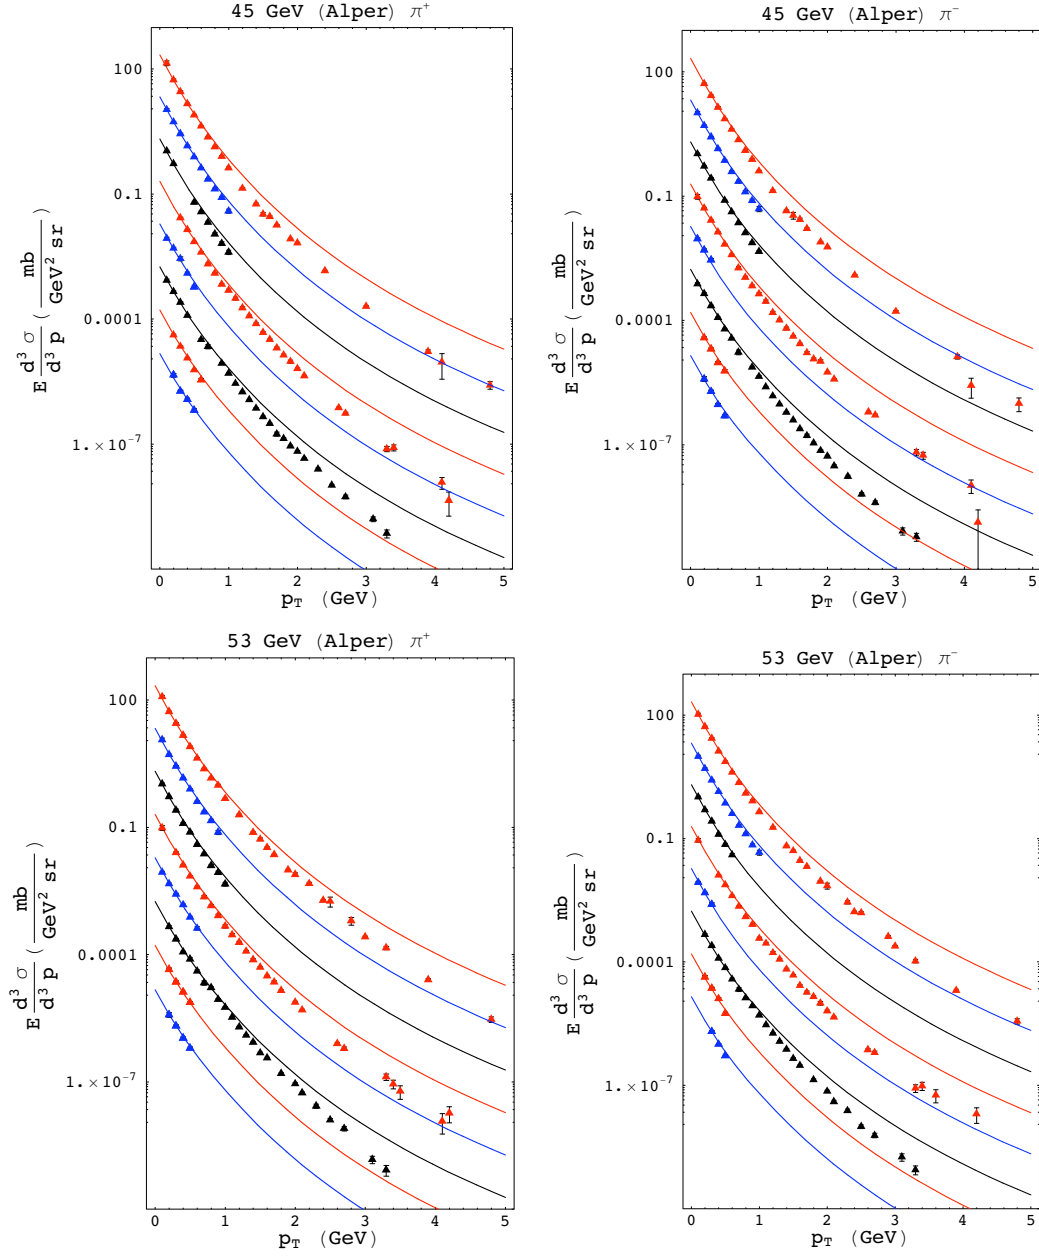 45 GeV (Alper) π⁺
100
0.1
0.0001
1.×10⁻⁷
E d³σ/d³p (mb/GeV² sr)
0 1 2 3 4 5
p_T (GeV)
45 GeV (Alper) π⁻
100
0.1
0.0001
1.×10⁻⁷
E d³σ/d³p (mb/GeV² sr)
0 1 2 3 4 5
p_T (GeV)
53 GeV (Alper) π⁺
100
0.1
0.0001
1.×10⁻⁷
E d³σ/d³p (mb/GeV² sr)
0 1 2 3 4 5
p_T (GeV)
53 GeV (Alper) π⁻
100
0.1
0.0001
1.×10⁻⁷
E d³σ/d³p (mb/GeV² sr)
0 1 2 3 4 5
p_T (GeV)